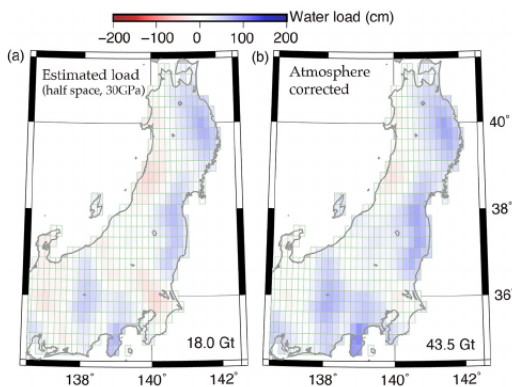 Water load (cm)
−200 −100 0 100 200
(a)
Estimated load
(half space, 30GPa)
18.0 Gt
138° 140° 142°
(b)
Atmosphere
corrected
43.5 Gt
40°
38°
36°
138° 140° 142°